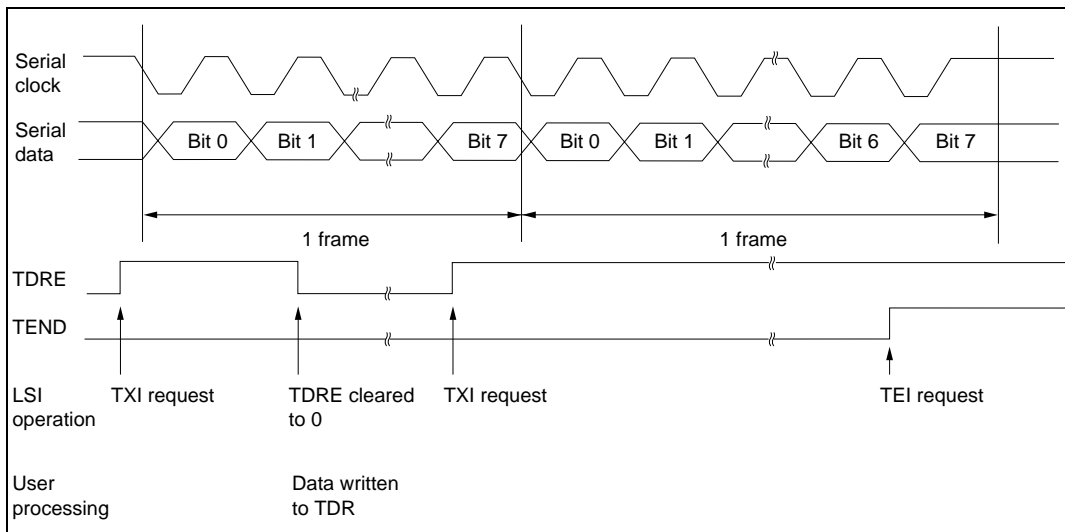 Serial
clock
Serial
data
Bit 0
Bit 1
Bit 7
Bit 0
Bit 1
Bit 6
Bit 7
1 frame
1 frame
TDRE
TEND
LSI
operation
TXI request
TDRE cleared
to 0
TXI request
TEI request
User
processing
Data written
to TDR